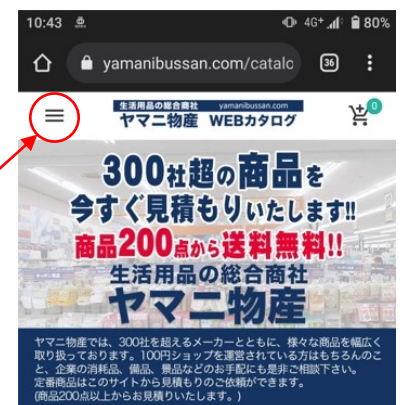 10:43
4G+ 80%
yamanibussan.com/catalo 36
生活用品の総合商社 yamanibussan.com
ヤマニ物産 WEBカタログ
0
300社超の商品を
今すぐ見積もりいたします!!
商品200点から送料無料!!
生活用品の総合商社
ヤマニ物産
ヤマニ物産では、300社を超えるメーカーとともに、様々な商品を幅広く
取り扱っております。100円ショップを運営されている方はもちろんのこ
と、企業の消耗品、備品、景品などのお手配にも是非ご相談下さい。
定番商品はこのサイトから見積もりのご依頼ができます。
(商品200点以上からお見積りいたします。)